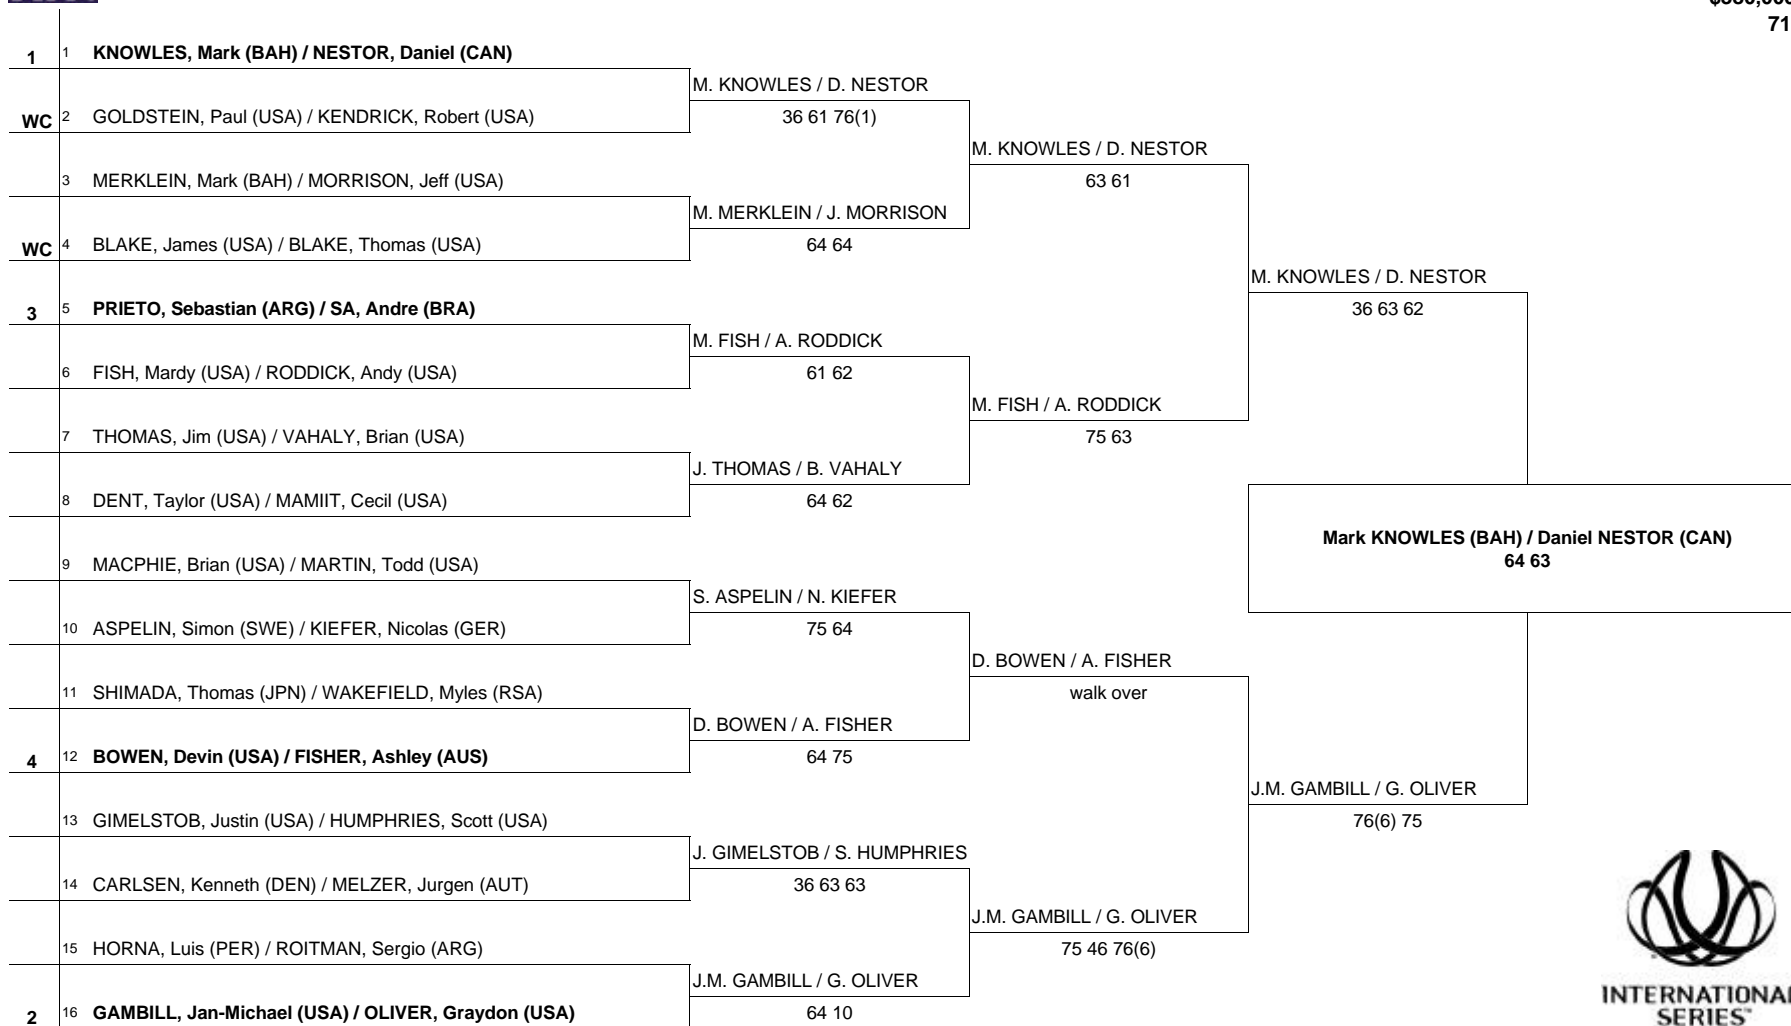 71
1 1 KNOWLES, Mark (BAH) / NESTOR, Daniel (CAN)
M. KNOWLES / D. NESTOR
WC 2 GOLDSTEIN, Paul (USA) / KENDRICK, Robert (USA)
36 61 76(1)
M. KNOWLES / D. NESTOR
3 MERKLEIN, Mark (BAH) / MORRISON, Jeff (USA)
63 61
M. MERKLEIN / J. MORRISON
WC 4 BLAKE, James (USA) / BLAKE, Thomas (USA)
64 64
M. KNOWLES / D. NESTOR
3 5 PRIETO, Sebastian (ARG) / SA, Andre (BRA)
36 63 62
M. FISH / A. RODDICK
6 FISH, Mardy (USA) / RODDICK, Andy (USA)
61 62
M. FISH / A. RODDICK
7 THOMAS, Jim (USA) / VAHALY, Brian (USA)
75 63
J. THOMAS / B. VAHALY
8 DENT, Taylor (USA) / MAMIIT, Cecil (USA)
64 62
Mark KNOWLES (BAH) / Daniel NESTOR (CAN)
64 63
9 MACPHIE, Brian (USA) / MARTIN, Todd (USA)
S. ASPELIN / N. KIEFER
10 ASPELIN, Simon (SWE) / KIEFER, Nicolas (GER)
75 64
D. BOWEN / A. FISHER
11 SHIMADA, Thomas (JPN) / WAKEFIELD, Myles (RSA)
walk over
D. BOWEN / A. FISHER
4 12 BOWEN, Devin (USA) / FISHER, Ashley (AUS)
64 75
J.M. GAMBILL / G. OLIVER
13 GIMELSTOB, Justin (USA) / HUMPHRIES, Scott (USA)
76(6) 75
J. GIMELSTOB / S. HUMPHRIES
14 CARLSEN, Kenneth (DEN) / MELZER, Jurgen (AUT)
36 63 63
J.M. GAMBILL / G. OLIVER
15 HORNA, Luis (PER) / ROITMAN, Sergio (ARG)
75 46 76(6)
J.M. GAMBILL / G. OLIVER
2 16 GAMBILL, Jan-Michael (USA) / OLIVER, Graydon (USA)
64 10
INTERNATIONAL
SERIES™